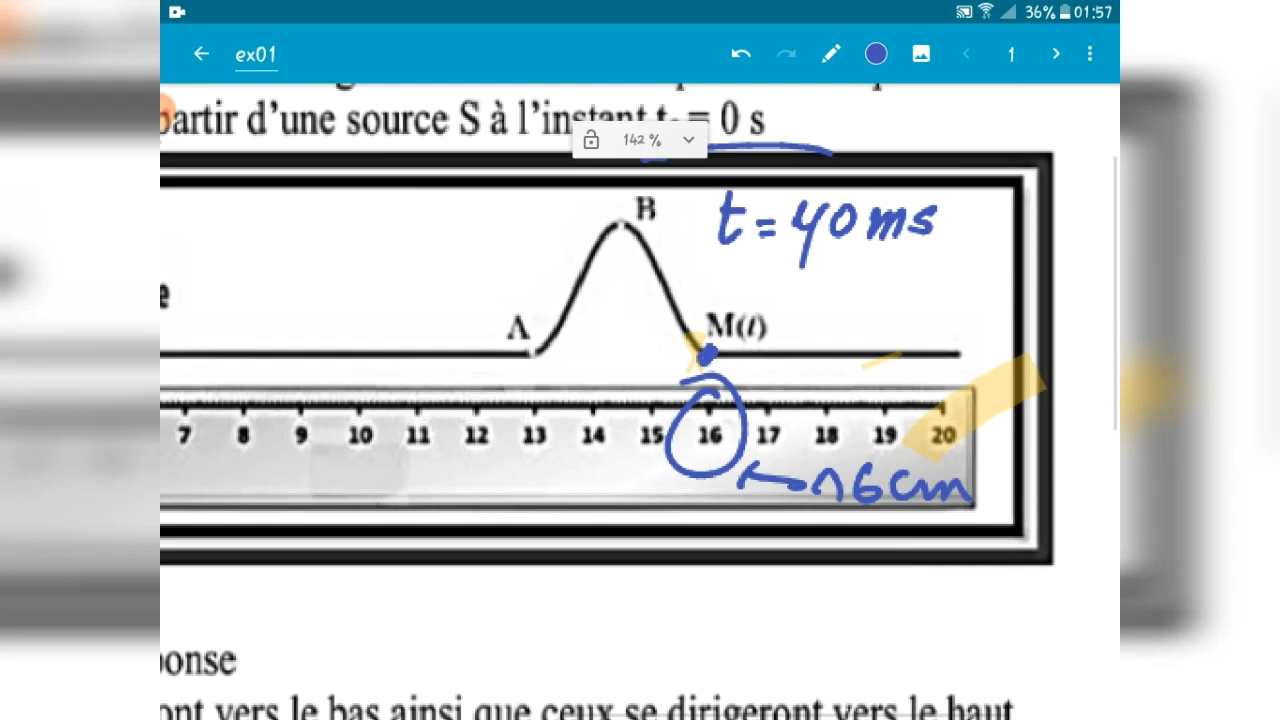 36% 01:57
ex01
1
partir d'une source S à l'instant t = 0 s
142 %
B
t = 40 ms
A M(t)
7 8 9 10 11 12 13 14 15 16 17 18 19 20
16 cm
ont vers le bas ainsi que ceux se dirigeront vers le haut